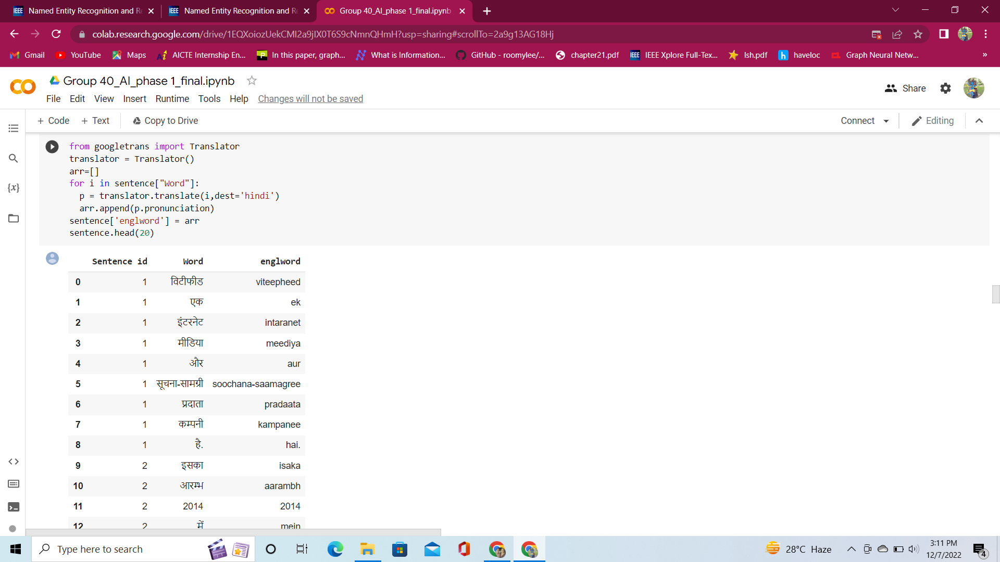 Named Entity Recognition and Re
Named Entity Recognition and Re
Group 40_AI_phase 1_final.ipynb
colab.research.google.com/drive/1EQXoiozUekCMI2a9jIX0T6S9cNmnQHmH?usp=sharing#scrollTo=2a9g13AG18Hj
Gmail YouTube Maps AICTE Internship En... In this paper, graph... What is Information... GitHub - roomylee/... chapter21.pdf IEEE Xplore Full-Tex... lsh.pdf haveloc Graph Neural Netw... »
Group 40_AI_phase 1_final.ipynb
Share
File Edit View Insert Runtime Tools Help Changes will not be saved
+ Code + Text Copy to Drive Connect Editing
from googletrans import Translator
translator = Translator()
arr=[]
for i in sentence["Word"]:
p = translator.translate(i,dest='hindi')
arr.append(p.pronunciation)
sentence['englword'] = arr
sentence.head(20)
Sentence id Word englword
0 1 विटीफीड viteepheed
1 1 एक ek
2 1 इंटरनेट intaranet
3 1 मीडिया meediya
4 1 और aur
5 1 सूचना-सामग्री soochana-saamagree
6 1 प्रदाता pradaata
7 1 कम्पनी kampanee
8 1 है. hai.
9 2 इसका isaka
10 2 आरम्भ aarambh
11 2 2014 2014
12 2 में mein
Type here to search
28°C Haze
3:11 PM
12/7/2022
4